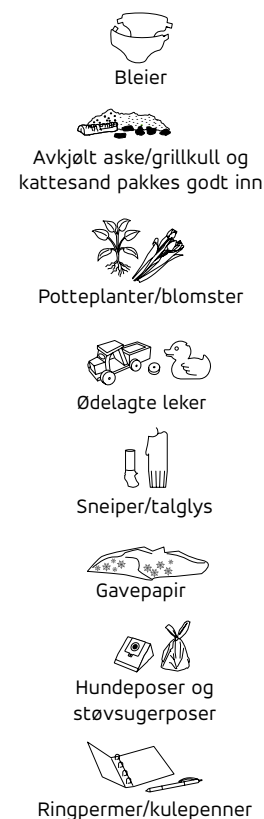 Bleier
Avkjølt aske/grillkull og
kattesand pakkes godt inn
Potteplanter/blomster
Ødelagte leker
Sneiper/talglys
Gavepapir
Hundeposer og
støvsugerposer
Ringpermer/kulepenner